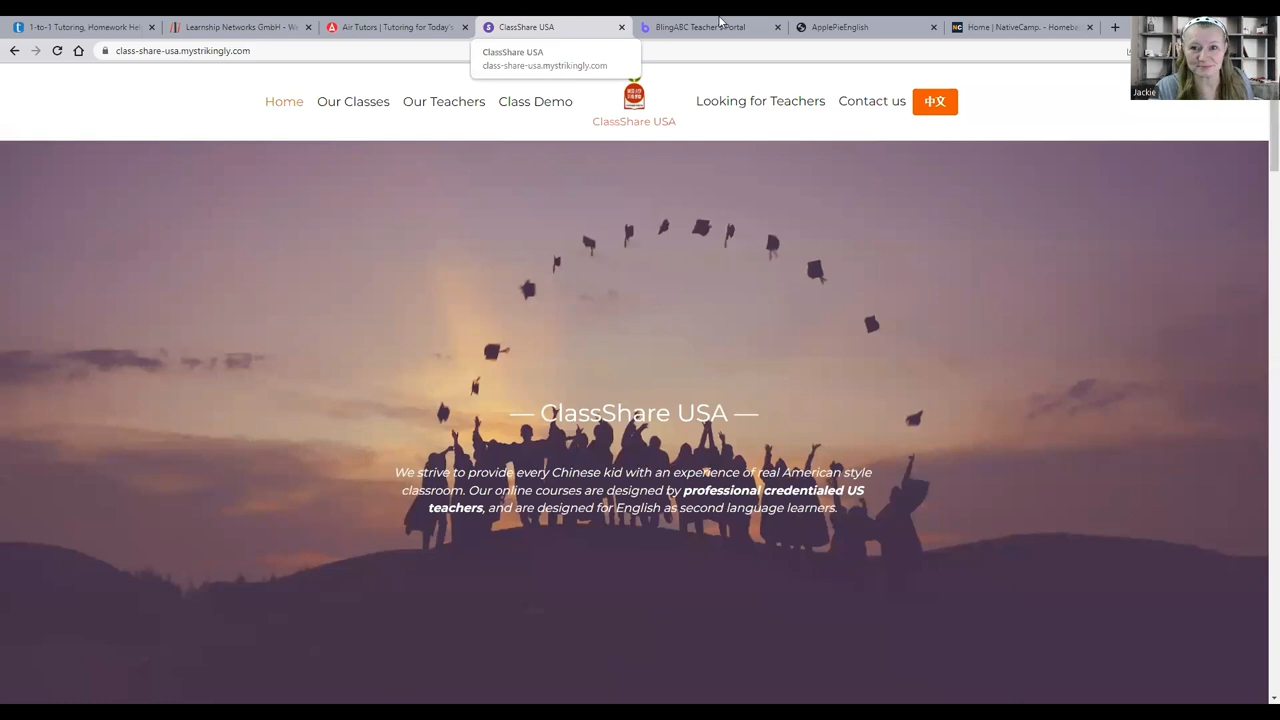 1-to-1 Tutoring, Homework Hel
Learnship Networks GmbH - W
Air Tutors | Tutoring for Today's
ClassShare USA
BlingABC Teachers Portal
ApplePieEnglish
Home | NativeCamp. - Homeba
class-share-usa.mystrikingly.com
ClassShare USA
class-share-usa.mystrikingly.com
Jackie
Home
Our Classes
Our Teachers
Class Demo
ClassShare USA
Looking for Teachers
Contact us
中文
— ClassShare USA —
We strive to provide every Chinese kid with an experience of real American style
classroom. Our online courses are designed by professional credentialed US
teachers, and are designed for English as second language learners.